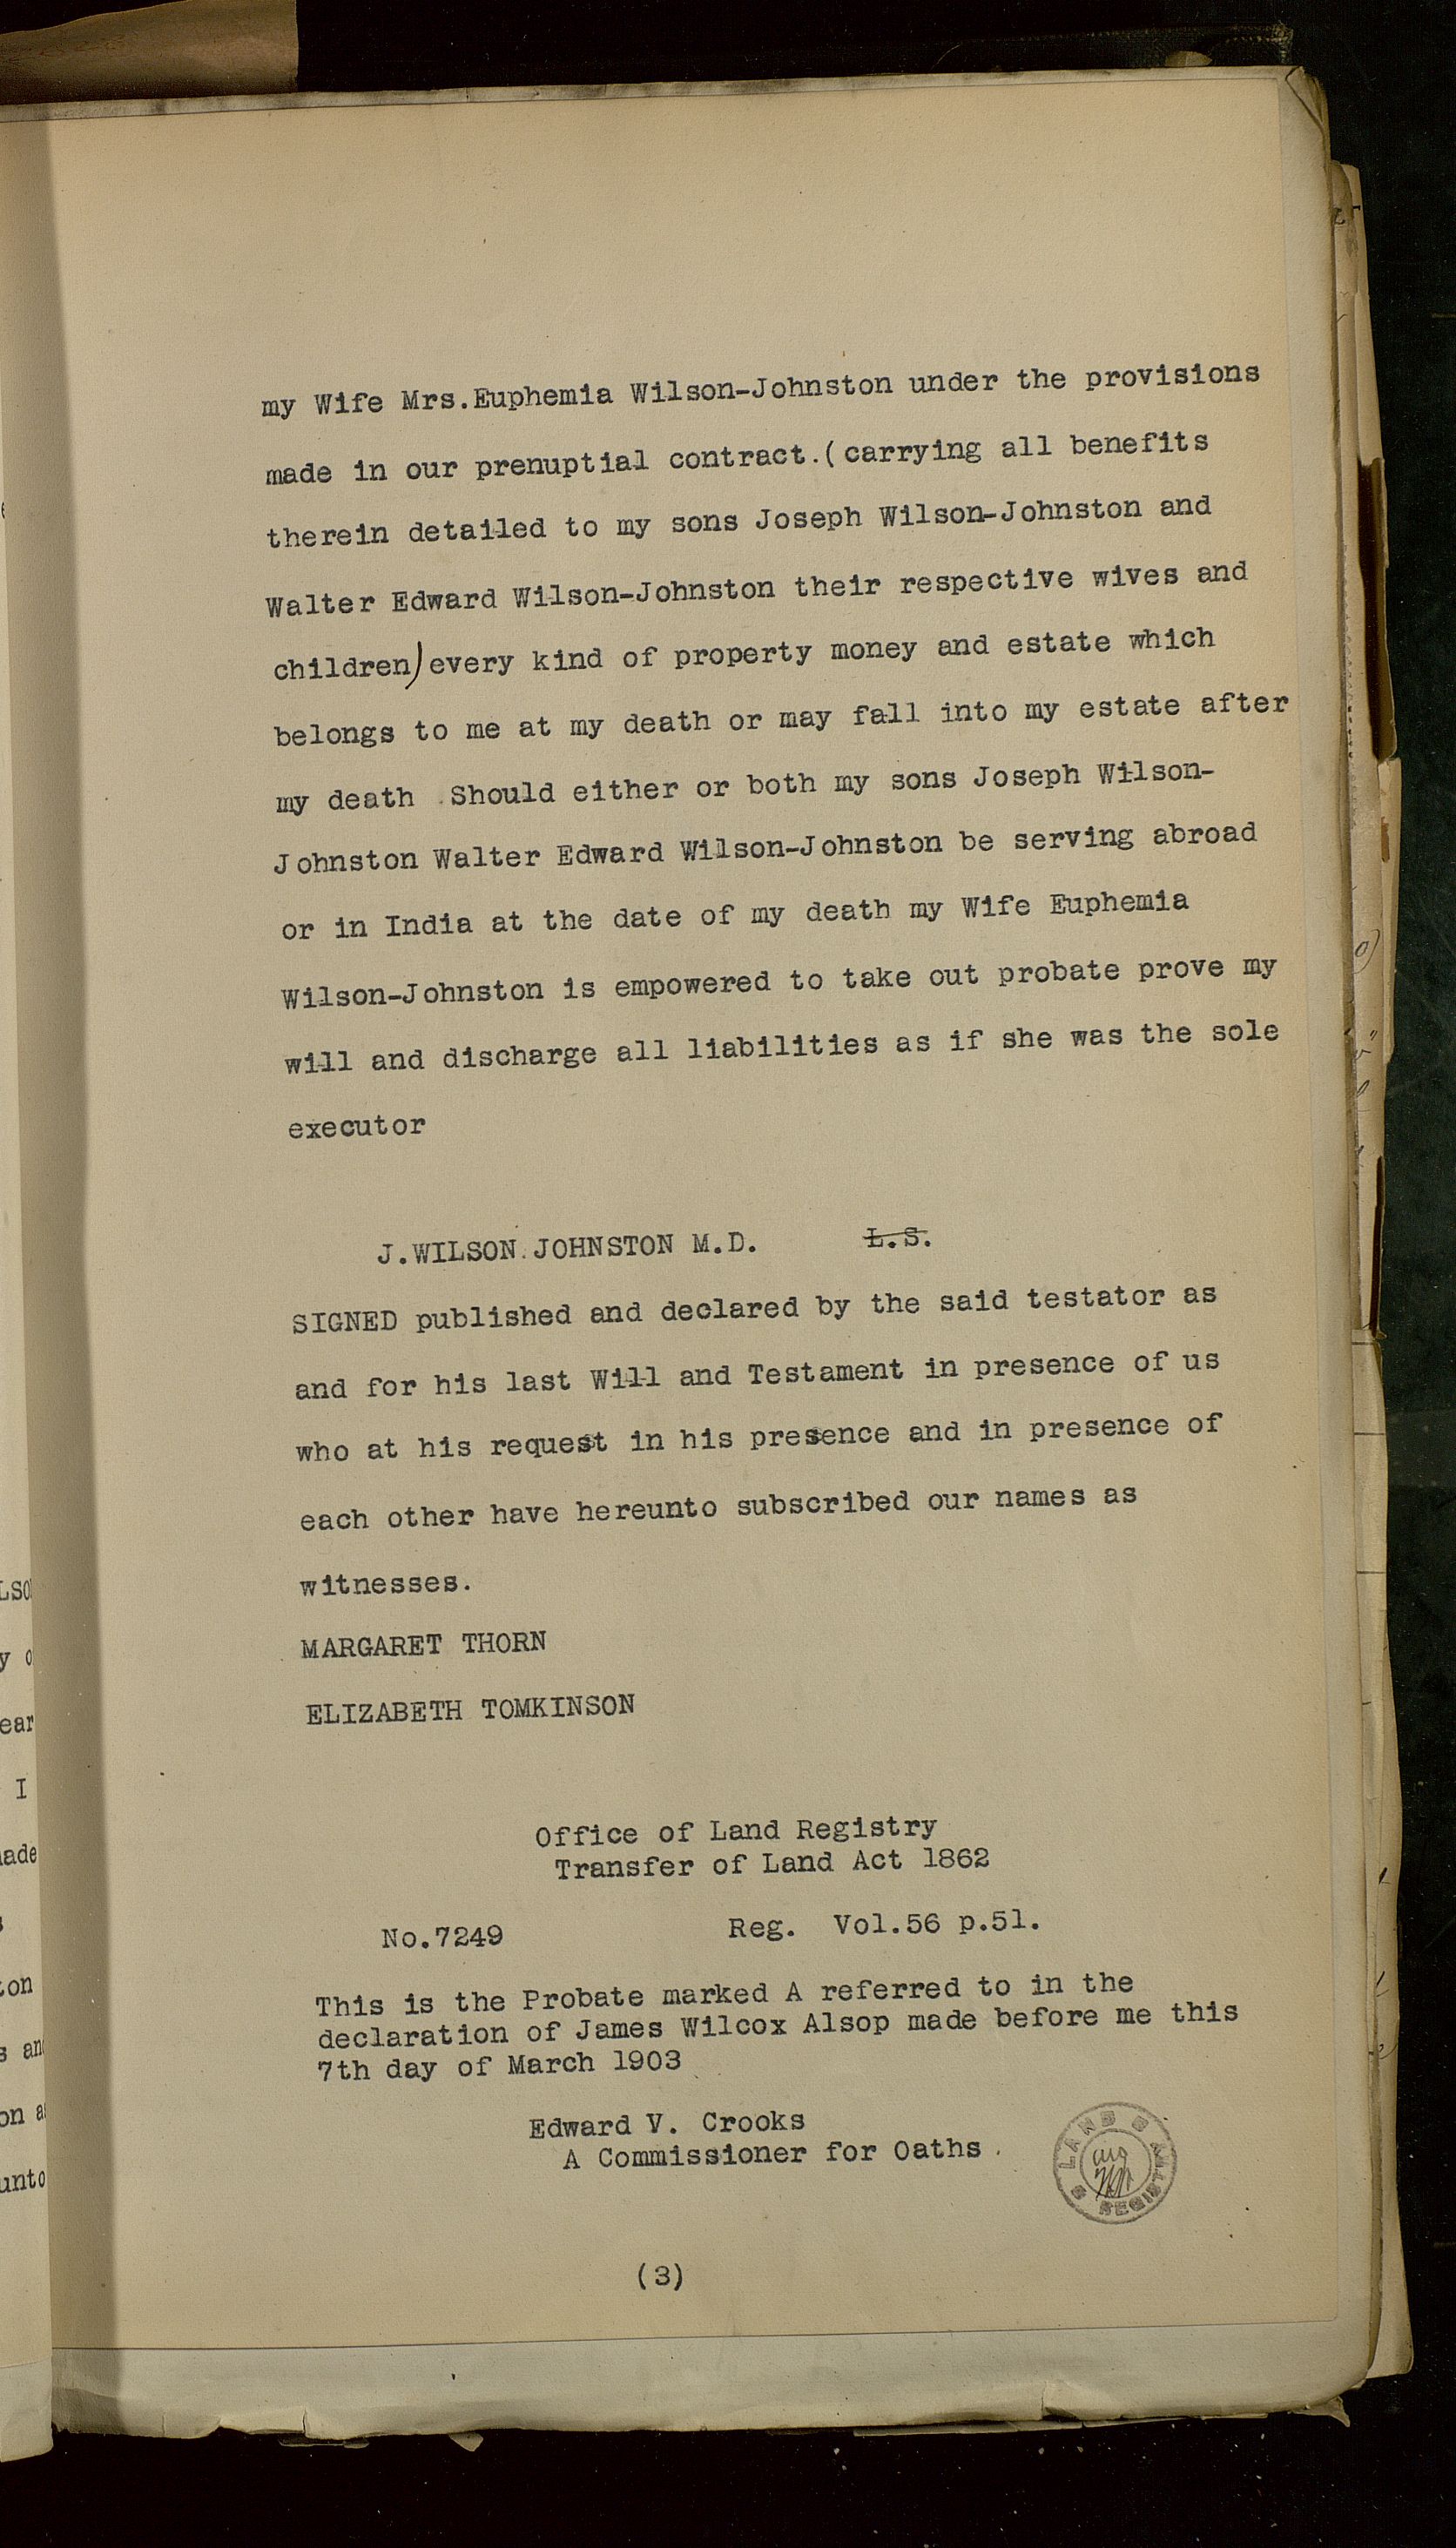 my Wife Mrs.Euphemia Wilson-Johnston under the provisions
made in our prenuptial contract.(carrying all benefits
therein detailed to my sons Joseph Wilson-Johnston and
Walter Edward Wilson-Johnston their respective wives and
children)every kind of property money and estate which
belongs to me at my death or may fall into my estate after
my death .Should either or both my sons Joseph Wilson-
Johnston Walter Edward Wilson-Johnston be serving abroad
or in India at the date of my death my Wife Euphemia
Wilson-Johnston is empowered to take out probate prove my
will and discharge all liabilities as if she was the sole
executor
J.WILSON.JOHNSTON M.D. L.S.
SIGNED published and declared by the said testator as
and for his last Will and Testament in presence of us
who at his request in his presence and in presence of
each other have hereunto subscribed our names as
witnesses.
MARGARET THORN
ELIZABETH TOMKINSON
Office of Land Registry
Transfer of Land Act 1862
No.7249 Reg. Vol.56 p.51.
This is the Probate marked A referred to in the
declaration of James Wilcox Alsop made before me this
7th day of March 1903
Edward V. Crooks
A Commissioner for Oaths.
LAND REGISTRY
(3)